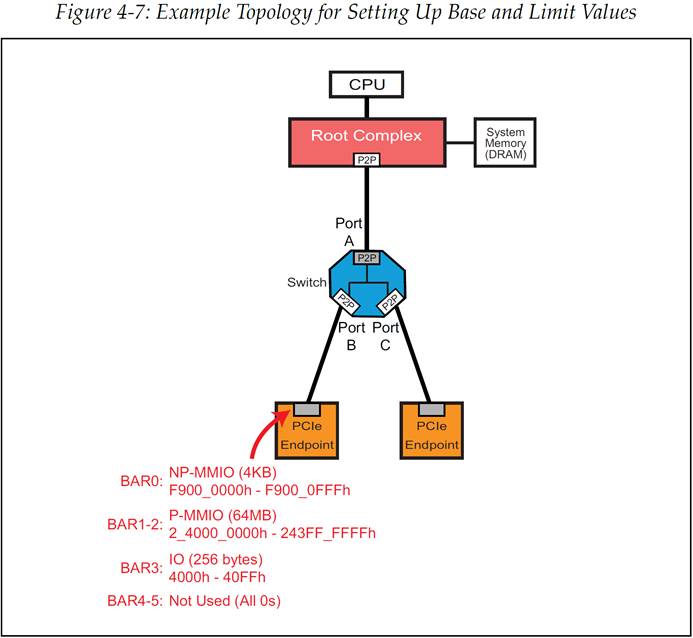 Figure 4-7: Example Topology for Setting Up Base and Limit Values
CPU
Root Complex
P2P
System
Memory
(DRAM)
Port
A
P2P
Switch
P2P
P2P
Port
B
Port
C
PCIe
Endpoint
PCIe
Endpoint
BAR0: NP-MMIO (4KB)
F900_0000h - F900_0FFFh
BAR1-2: P-MMIO (64MB)
2_4000_0000h - 243FF_FFFFh
BAR3: IO (256 bytes)
4000h - 40FFh
BAR4-5: Not Used (All 0s)